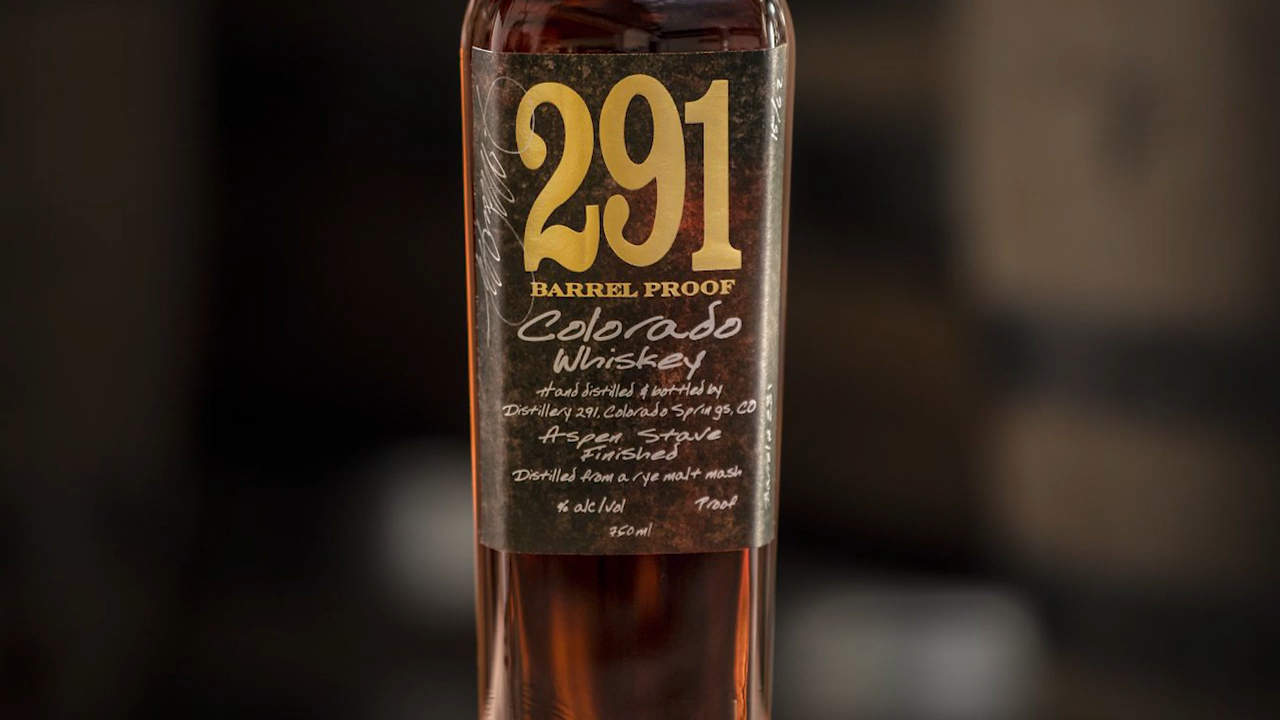 291
BARREL PROOF
Colorado
Whiskey
Hand distilled & bottled by
Distillery 291, Colorado Springs, CO
Aspen Stave
Finished
Distilled from a rye malt mash
% alc/vol Proof
750ml